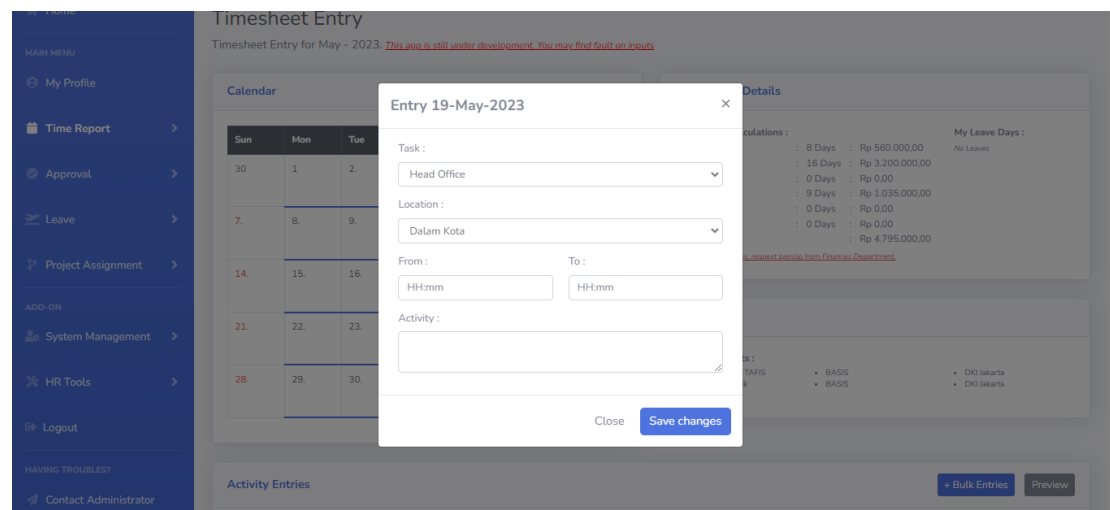 Home
Timesheet Entry
Timesheet Entry for May - 2023. This app is still under development. You may find fault on inputs
MAIN MENU
My Profile
Time Report
Approval
Leave
Project Assignment
ADD-ON
System Management
HR Tools
Logout
HAVING TROUBLES?
Contact Administrator
Calendar
Sun Mon Tue
30 1 2.
7. 8. 9.
14. 15. 16.
21. 22. 23.
28. 29. 30.
Entry 19-May-2023 ×
Task :
Head Office
Location :
Dalam Kota
From : To :
HH:mm HH:mm
Activity :
Close Save changes
Details
culations : My Leave Days :
: 8 Days : Rp 560.000,00 No Leaves
: 16 Days : Rp 3.200.000,00
: 0 Days : Rp 0,00
: 9 Days : Rp 1.035.000,00
: 0 Days : Rp 0,00
: 0 Days : Rp 0,00
: Rp 4.795.000,00
s, request payslip from Finances Department.
ts :
TAFIS • BASIS • DKI Jakarta
k • BASIS • DKI Jakarta
Activity Entries
+ Bulk Entries Preview